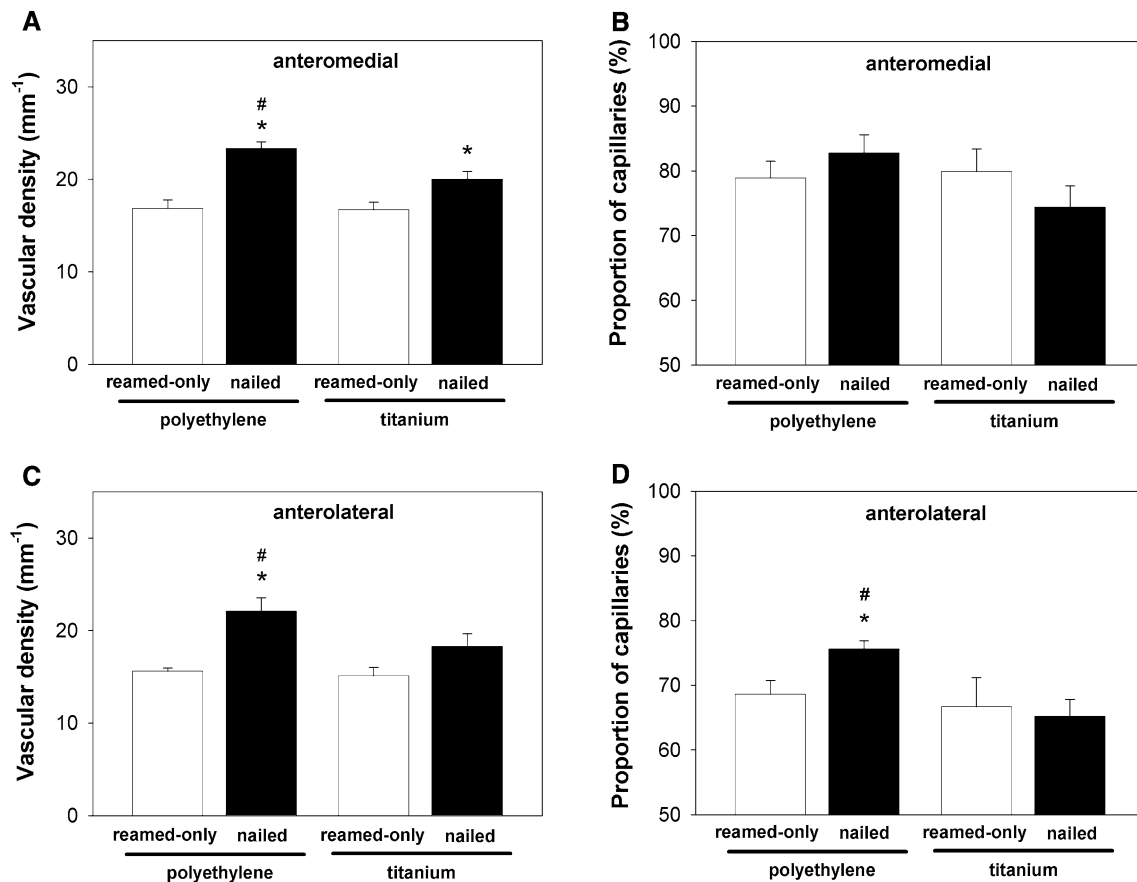 A
anteromedial
Vascular density (mm⁻¹)
30
20
10
0
#
*
*
reamed-only nailed reamed-only nailed
polyethylene titanium
B
anteromedial
Proportion of capillaries (%)
100
90
80
70
60
50
reamed-only nailed reamed-only nailed
polyethylene titanium
C
anterolateral
Vascular density (mm⁻¹)
30
20
10
0
#
*
reamed-only nailed reamed-only nailed
polyethylene titanium
D
anterolateral
Proportion of capillaries (%)
100
90
80
70
60
50
#
*
reamed-only nailed reamed-only nailed
polyethylene titanium